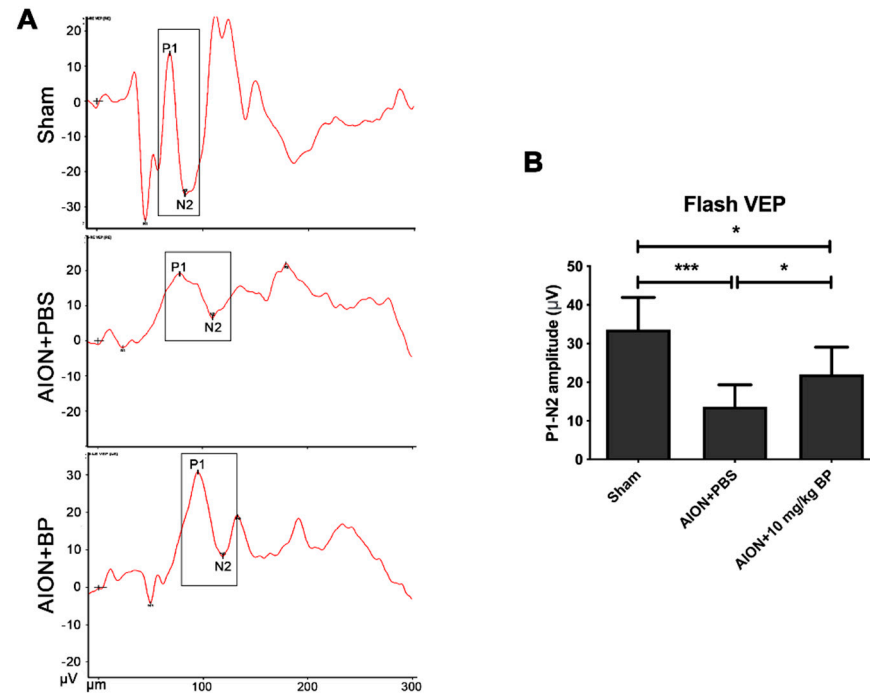 A
Sham
20
10
0
-10
-20
-30
P1
N2
AION+PBS
20
10
0
-10
-20
P1
N2
AION+BP
30
20
10
0
-10
-20
P1
N2
µV
µm
100
200
300
B
Flash VEP
*
***
*
P1-N2 amplitude (µV)
50
40
30
20
10
0
Sham
AION+PBS
AION+10 mg/kg BP